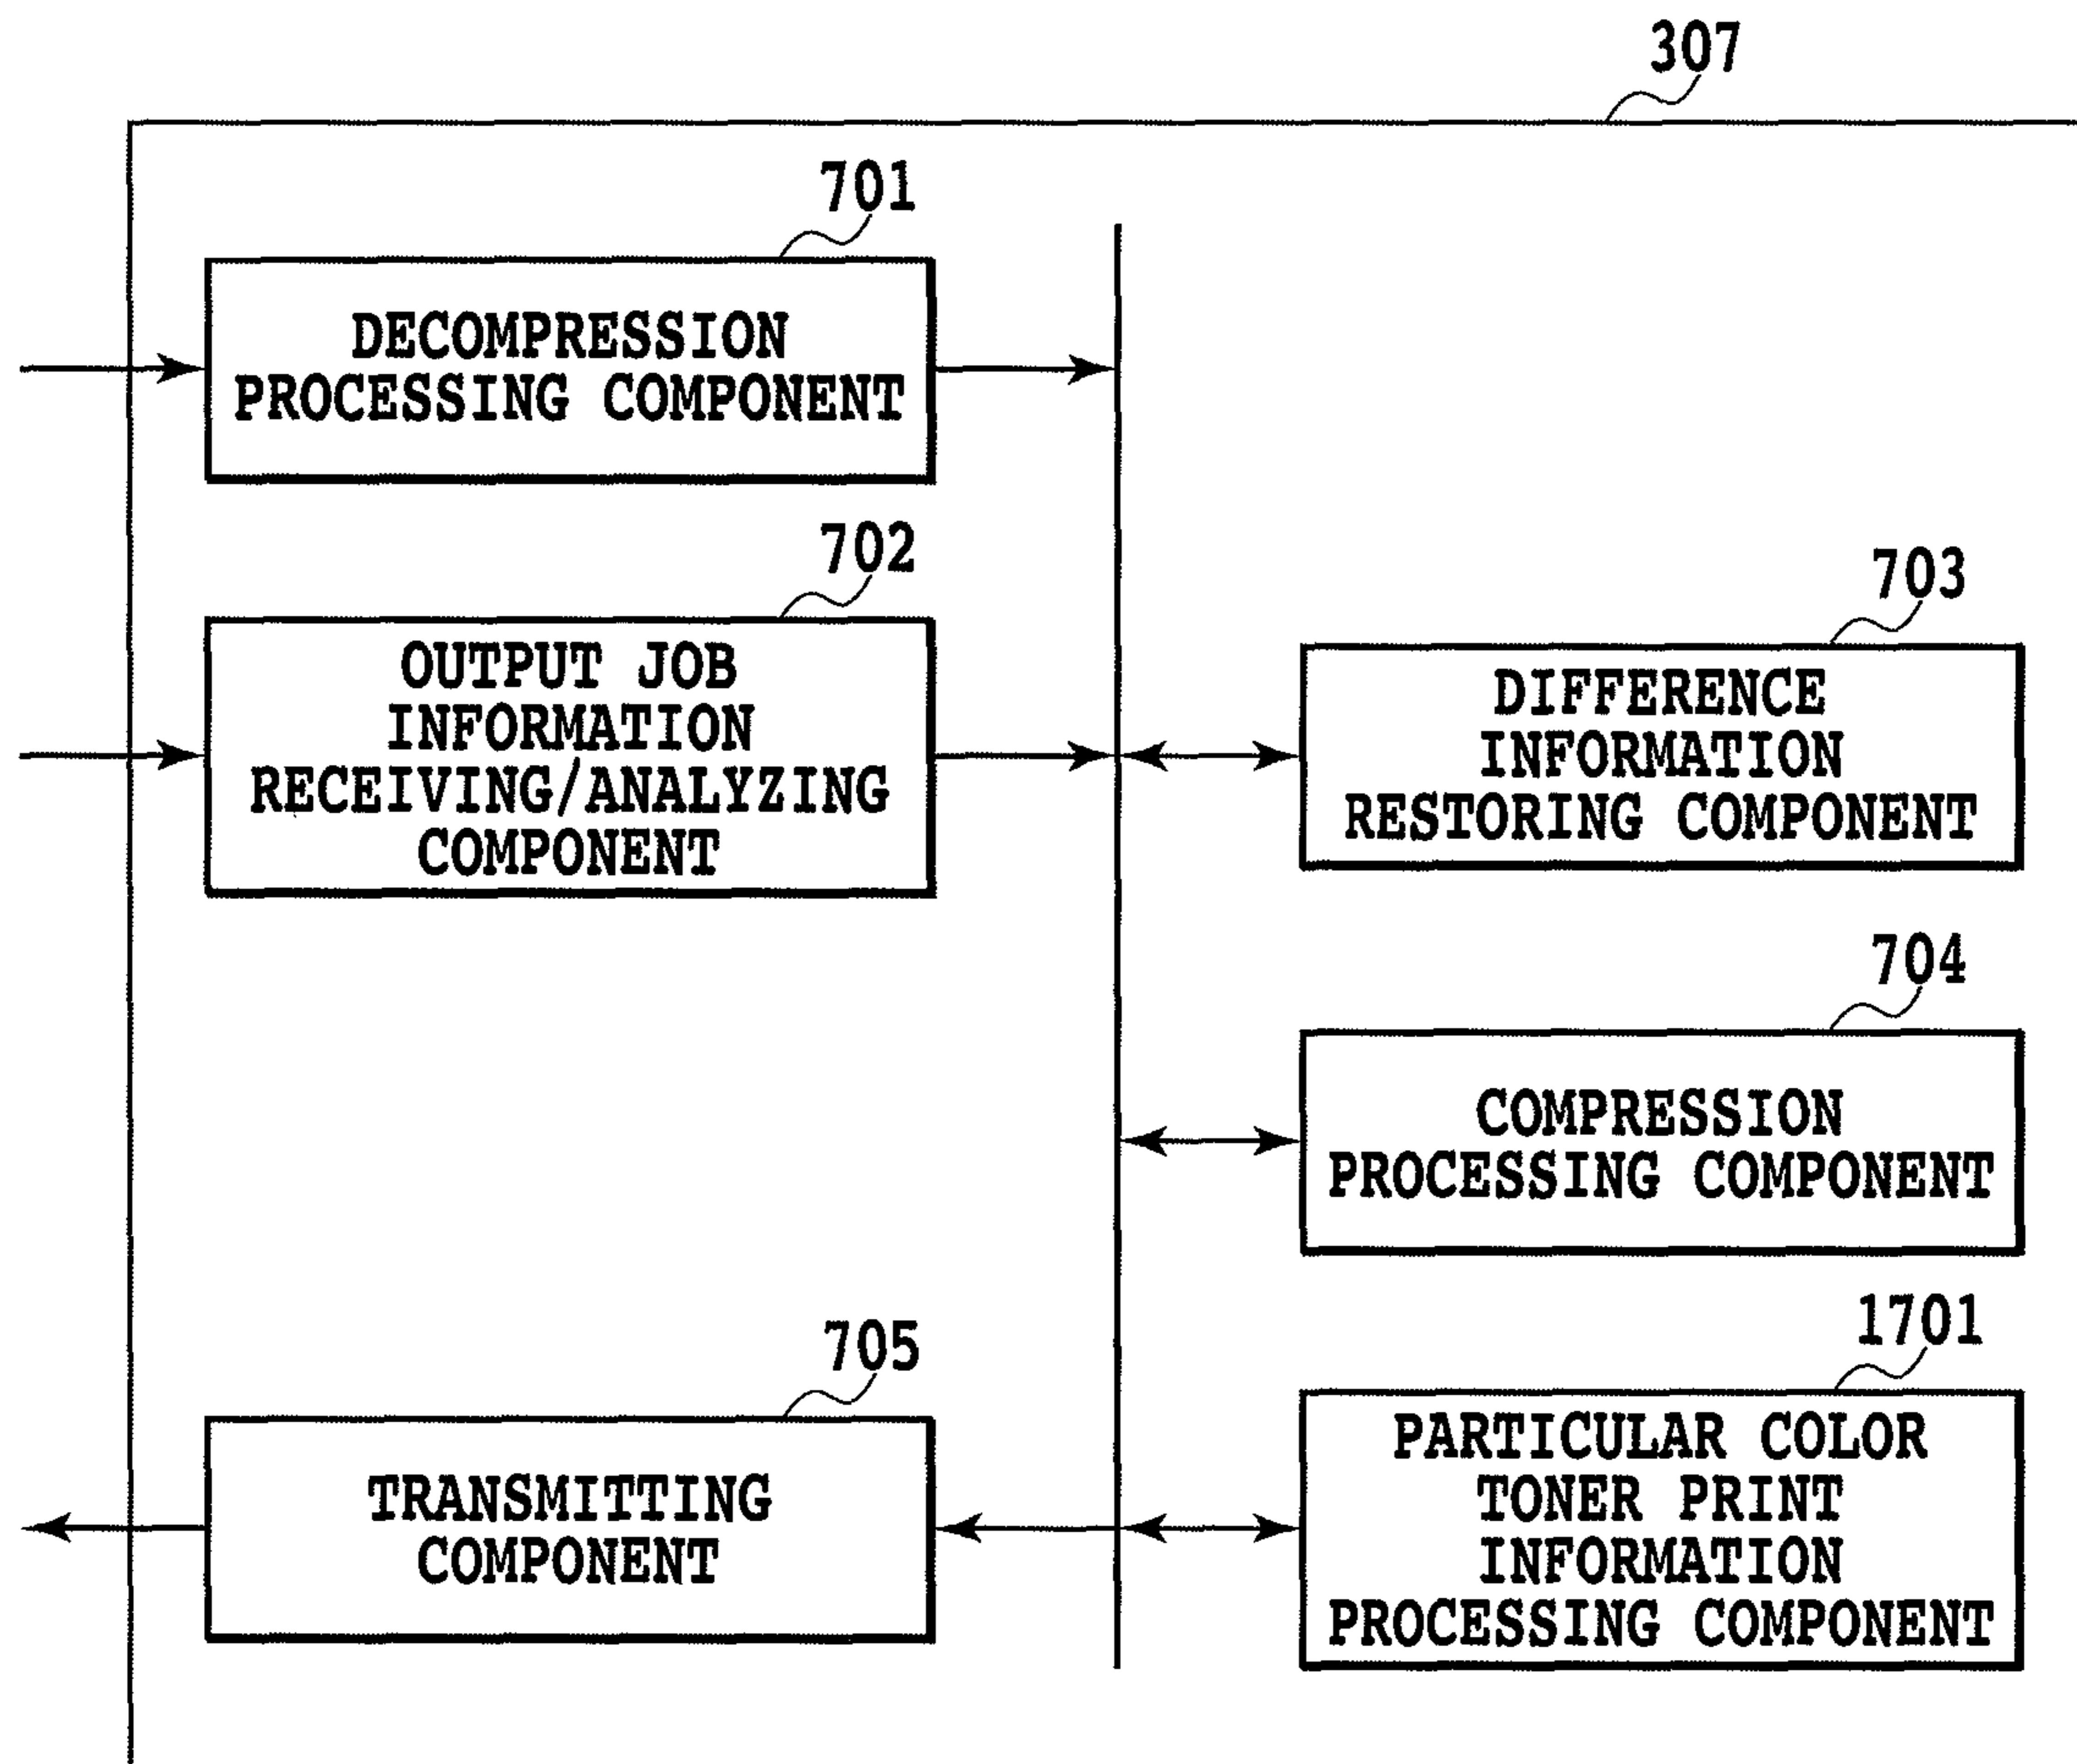 307
701
DECOMPRESSION
PROCESSING COMPONENT
702
OUTPUT JOB
INFORMATION
RECEIVING/ANALYZING
COMPONENT
703
DIFFERENCE
INFORMATION
RESTORING COMPONENT
704
COMPRESSION
PROCESSING COMPONENT
705
TRANSMITTING
COMPONENT
1701
PARTICULAR COLOR
TONER PRINT
INFORMATION
PROCESSING COMPONENT